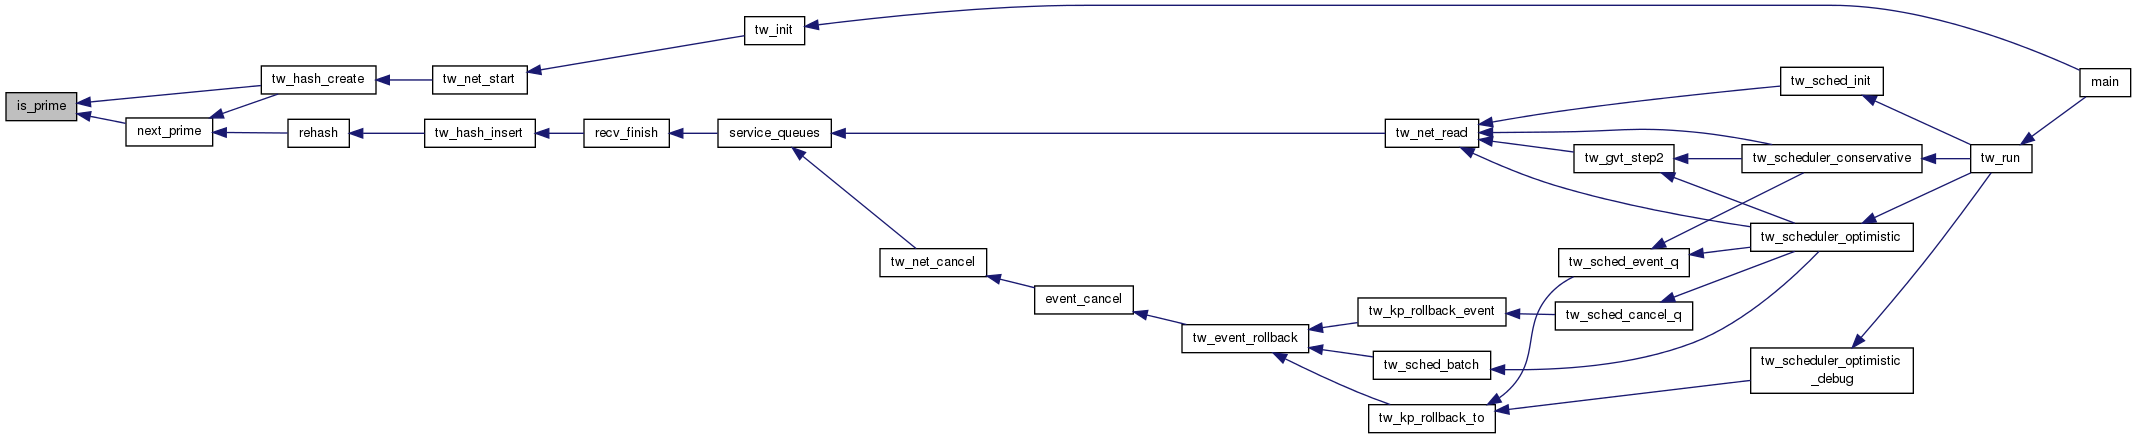 is_prime
tw_hash_create
next_prime
tw_net_start
rehash
tw_hash_insert
recv_finish
tw_init
service_queues
tw_net_cancel
event_cancel
tw_event_rollback
tw_net_read
tw_kp_rollback_event
tw_sched_batch
tw_kp_rollback_to
tw_gvt_step2
tw_sched_event_q
tw_sched_cancel_q
tw_sched_init
tw_scheduler_conservative
tw_scheduler_optimistic
tw_scheduler_optimistic
_debug
tw_run
main